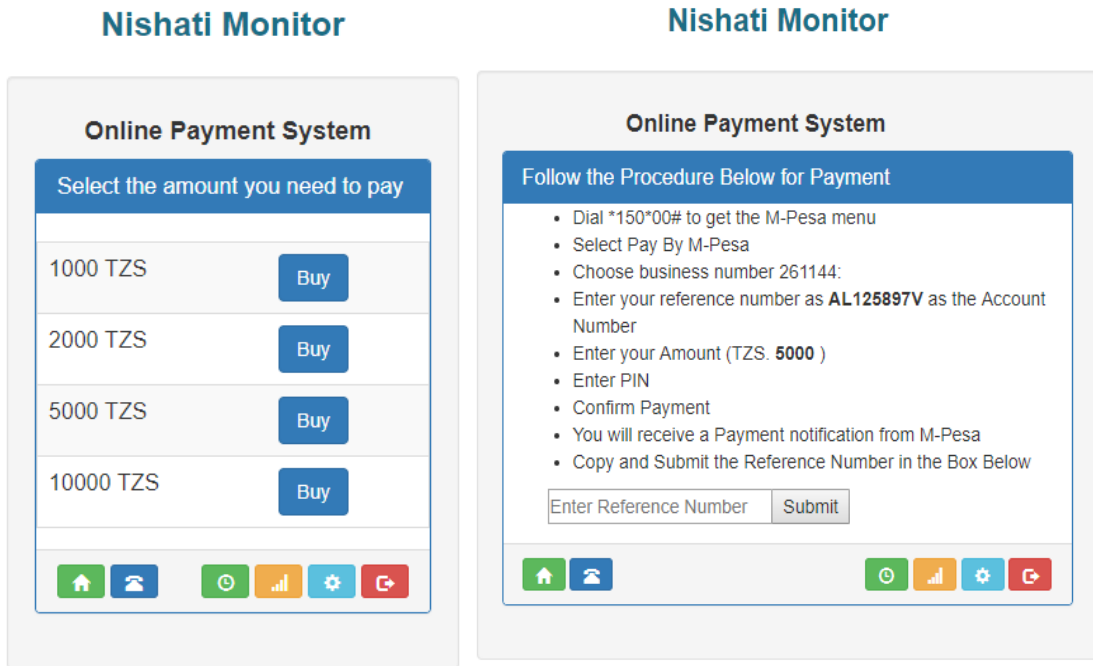 Nishati Monitor
Online Payment System
Select the amount you need to pay
1000 TZS
Buy
2000 TZS
Buy
5000 TZS
Buy
10000 TZS
Buy
Nishati Monitor
Online Payment System
Follow the Procedure Below for Payment
• Dial *150*00# to get the M-Pesa menu
• Select Pay By M-Pesa
• Choose business number 261144:
• Enter your reference number as AL125897V as the Account
Number
• Enter your Amount (TZS. 5000 )
• Enter PIN
• Confirm Payment
• You will receive a Payment notification from M-Pesa
• Copy and Submit the Reference Number in the Box Below
Enter Reference Number
Submit